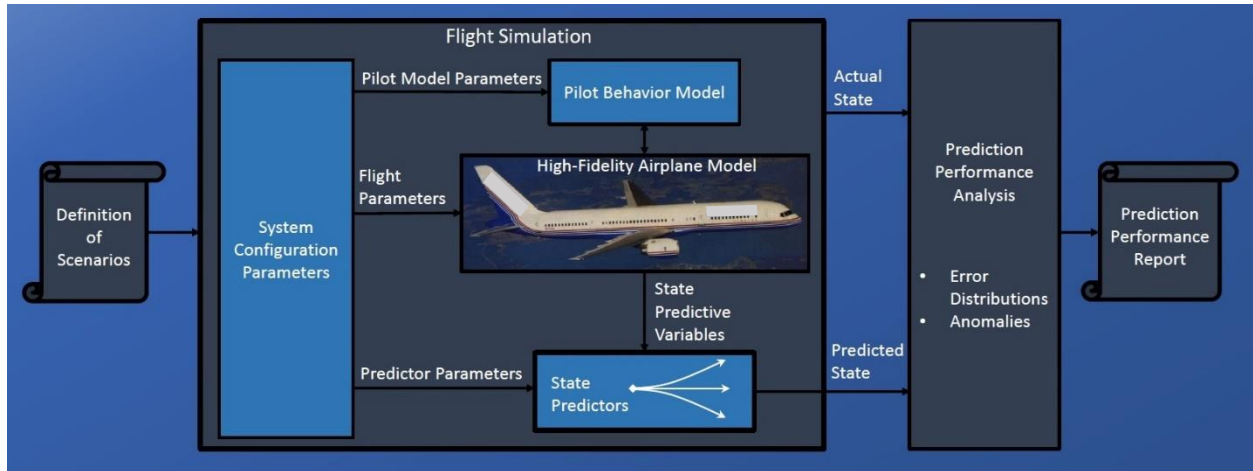 Flight Simulation
Definition
of
Scenarios
System
Configuration
Parameters
Pilot Model Parameters
Pilot Behavior Model
Flight
Parameters
High-Fidelity Airplane Model
State
Predictive
Variables
Predictor Parameters
State
Predictors
Actual
State
Predicted
State
Prediction
Performance
Analysis
• Error
Distributions
• Anomalies
Prediction
Performance
Report